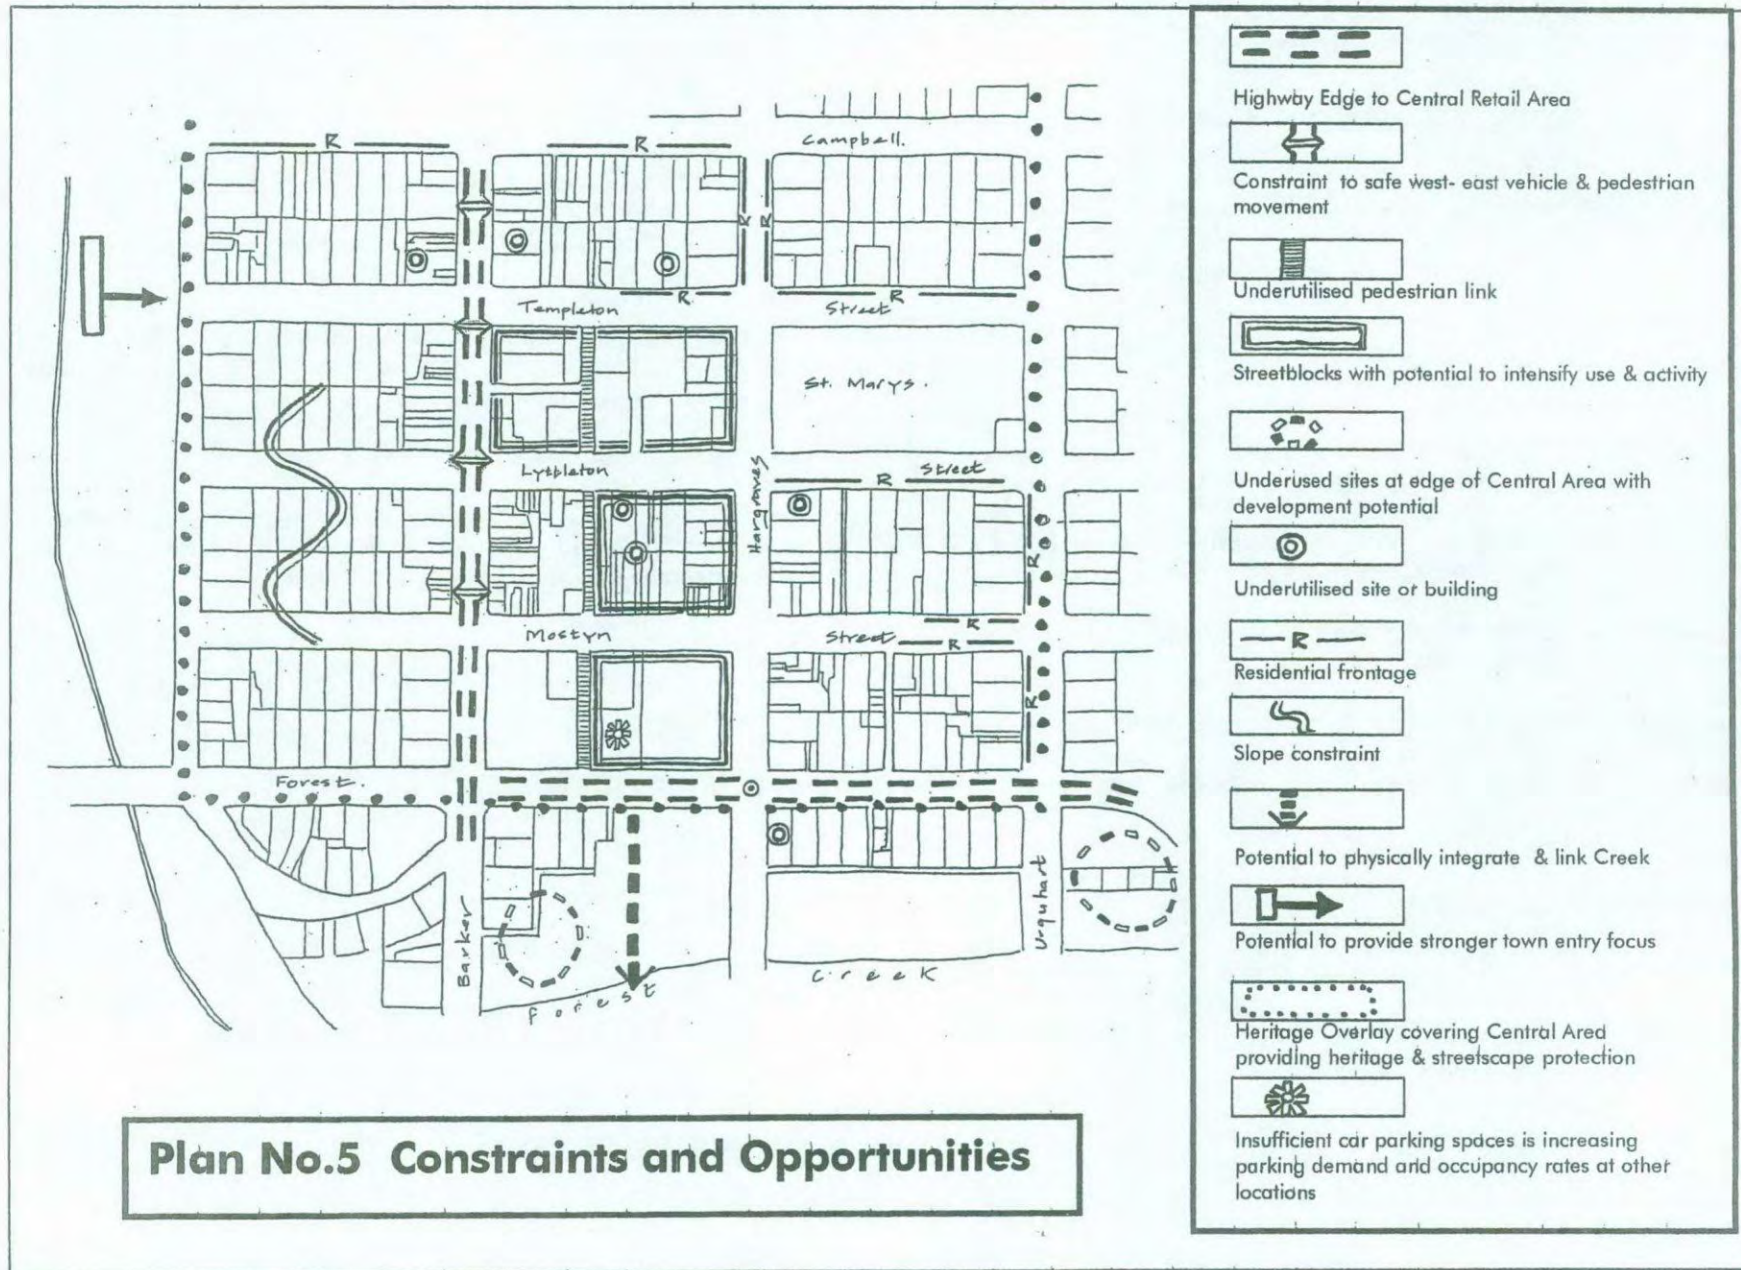 R
R
Campbell.
R
R
R
R
Templeton
Street
St. Marys.
Lyttleton
Street
Hargraves
R
R
Mostyn
Street
R
R
R
Forest.
Barker
Urquhart
Forest
Creek
Plan No.5 Constraints and Opportunities
Highway Edge to Central Retail Area
Constraint to safe west- east vehicle & pedestrian
movement
Underutilised pedestrian link
Streetblocks with potential to intensify use & activity
Underused sites at edge of Central Area with
development potential
Underutilised site or building
R
Residential frontage
Slope constraint
Potential to physically integrate & link Creek
Potential to provide stronger town entry focus
Heritage Overlay covering Central Area
providing heritage & streetscape protection
Insufficient car parking spaces is increasing
parking demand and occupancy rates at other
locations